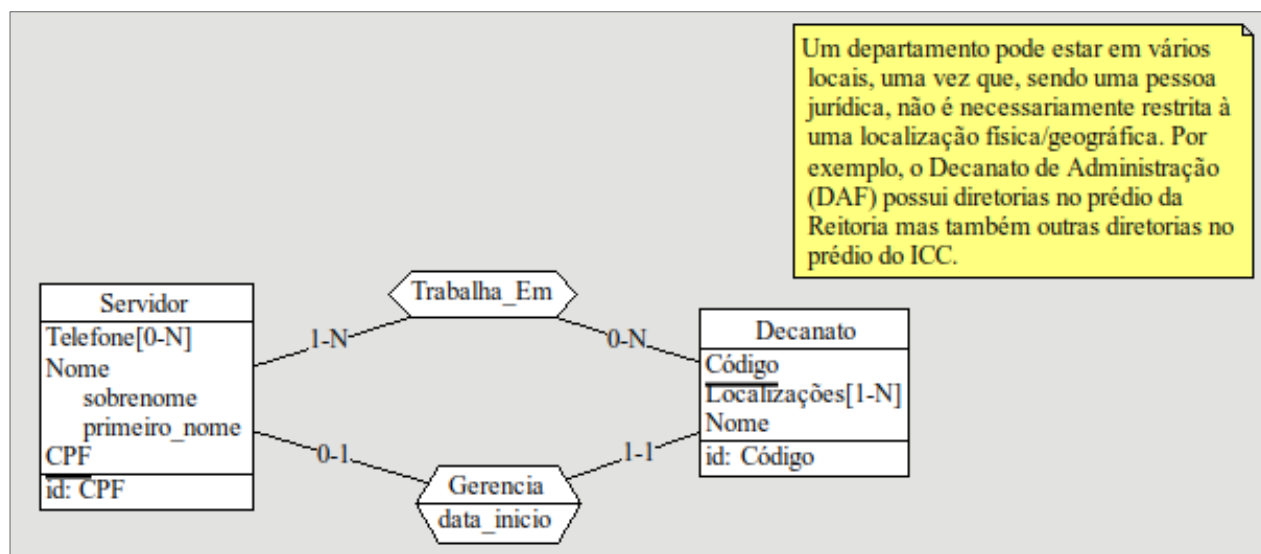 Um departamento pode estar em vários
locais, uma vez que, sendo uma pessoa
jurídica, não é necessariamente restrita à
uma localização física/geográfica. Por
exemplo, o Decanato de Administração
(DAF) possui diretorias no prédio da
Reitoria mas também outras diretorias no
prédio do ICC.
Servidor
Telefone[0-N]
Nome
sobrenome
primeiro_nome
CPF
id: CPF
Trabalha_Em
1-N
0-N
Gerencia
data_inicio
0-1
1-1
Decanato
Código
Localizações[1-N]
Nome
id: Código